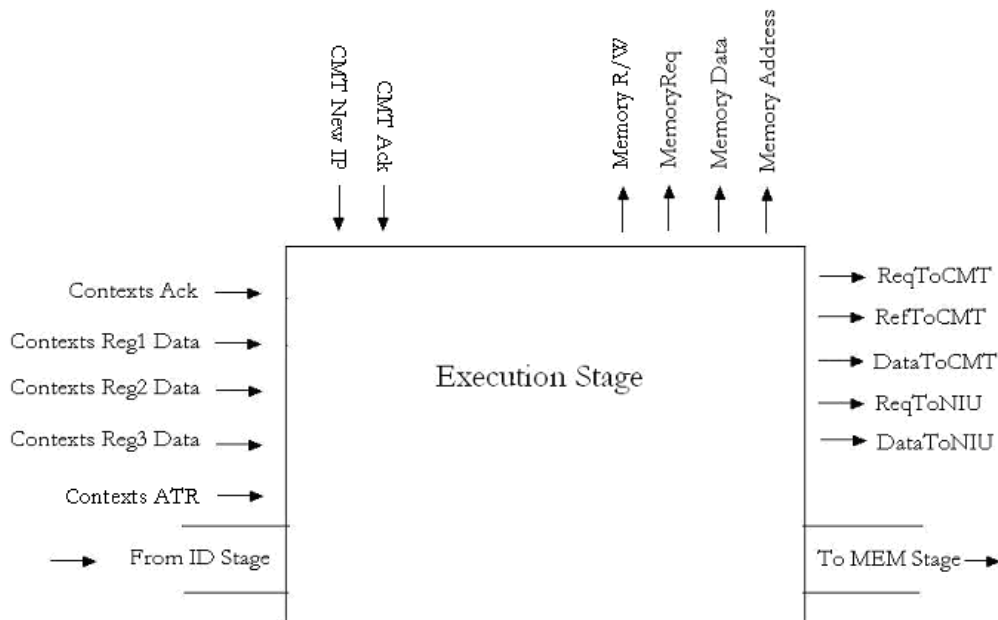 CMT New IP
CMT Ack
Memory R/W
MemoryReq
Memory Data
Memory Address
Contexts Ack
Contexts Reg1 Data
Contexts Reg2 Data
Contexts Reg3 Data
Contexts ATR
From ID Stage
Execution Stage
ReqToCMT
RefToCMT
DataToCMT
ReqToNIU
DataToNIU
To MEM Stage